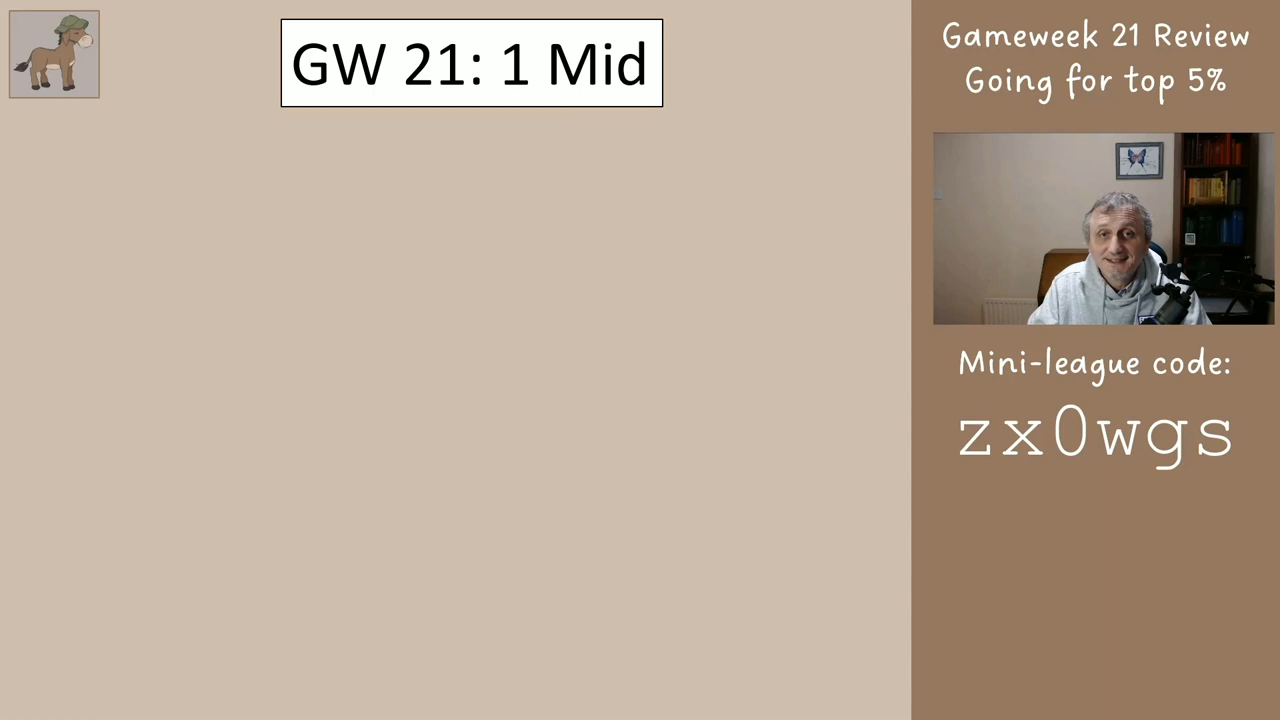 GW 21: 1 Mid
Gameweek 21 Review
Going for top 5%
Mini-league code:
zx0wgs